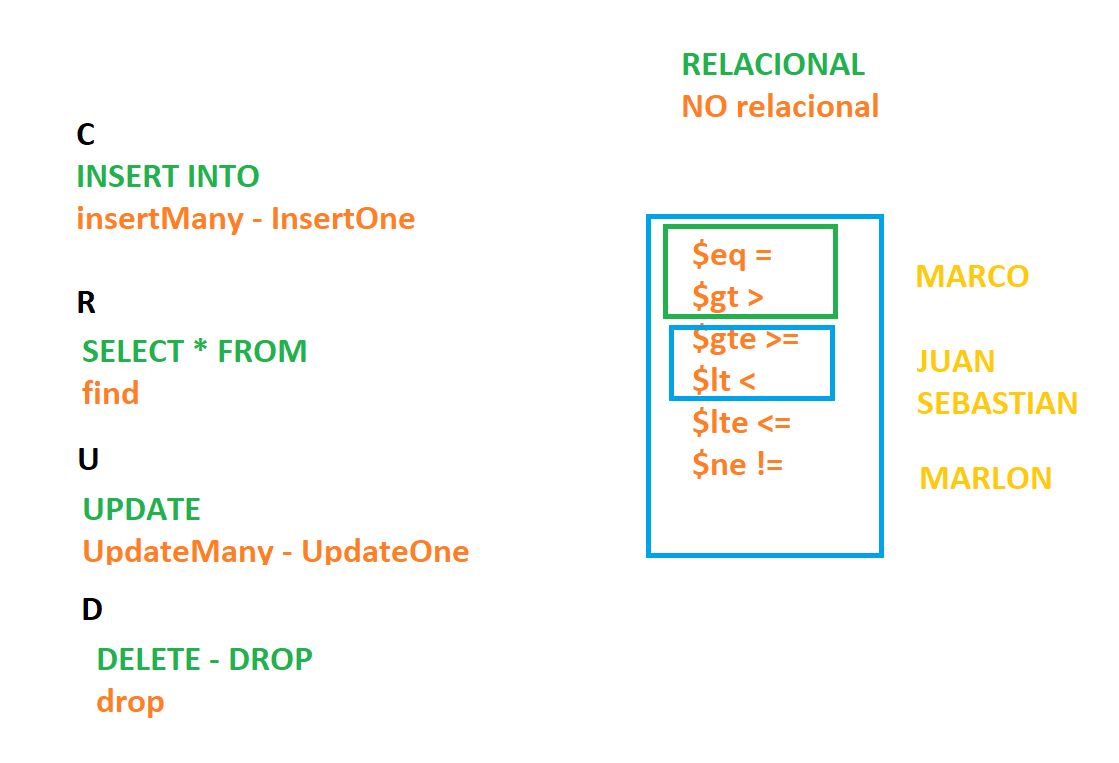 RELACIONAL
NO relacional
C
INSERT INTO
insertMany - InsertOne
R
SELECT * FROM
find
U
UPDATE
UpdateMany - UpdateOne
D
DELETE - DROP
drop
$eq =
$gt >
$gte >=
$lt <
$lte <=
$ne !=
MARCO
JUAN
SEBASTIAN
MARLON